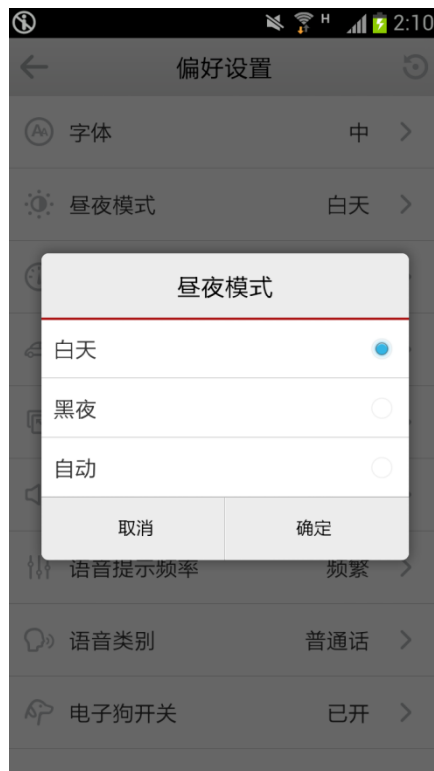 H 2:10
偏好设置
字体 中
昼夜模式 白天
昼夜模式
白天
黑夜
自动
取消 确定
语音提示频率 频繁
语音类别 普通话
电子狗开关 已开